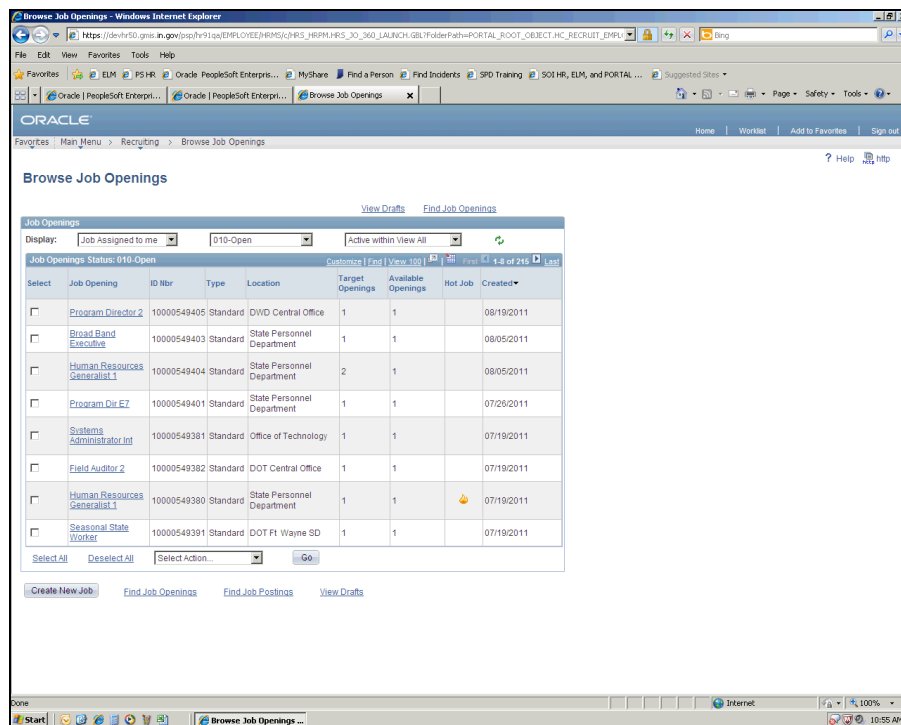 Browse Job Openings - Windows Internet Explorer
https://devhr50.gmis.in.gov/psp/hr91qa/EMPLOYEE/HRMS/c/HRS_HRPM.HRS_JO_360_LAUNCH.GBL?FolderPath=PORTAL_ROOT_OBJECT.HC_RECRUIT_EMPL Bing
File Edit View Favorites Tools Help
Favorites ELM PS HR Oracle PeopleSoft Enterpris... MyShare Find a Person Find Incidents SPD Training SOI HR, ELM, and PORTAL ... Suggested Sites
Oracle | PeopleSoft Enterpri... Oracle | PeopleSoft Enterpri... Browse Job Openings Page Safety Tools
ORACLE
Home | Worklist | Add to Favorites | Sign out
Favorites Main Menu > Recruiting > Browse Job Openings
? Help http
Browse Job Openings
View Drafts Find Job Openings
Job Openings
Display: Job Assigned to me 010-Open Active within View All
Job Openings Status: 010-Open Customize | Find | View 100 | First 1-8 of 215 Last
Select Job Opening ID Nbr Type Location Target Openings Available Openings Hot Job Created
Program Director 2 10000549405 Standard DWD Central Office 1 1 08/19/2011
Broad Band Executive 10000549403 Standard State Personnel Department 1 1 08/05/2011
Human Resources Generalist 1 10000549404 Standard State Personnel Department 2 1 08/05/2011
Program Dir E7 10000549401 Standard State Personnel Department 1 1 07/26/2011
Systems Administrator Int 10000549381 Standard Office of Technology 1 1 07/19/2011
Field Auditor 2 10000549382 Standard DOT Central Office 1 1 07/19/2011
Human Resources Generalist 1 10000549380 Standard State Personnel Department 1 1 07/19/2011
Seasonal State Worker 10000549391 Standard DOT Ft Wayne SD 1 1 07/19/2011
Select All Deselect All Select Action... Go
Create New Job Find Job Openings Find Job Postings View Drafts
Done Internet 100%
Start Browse Job Openings ... 10:55 AM